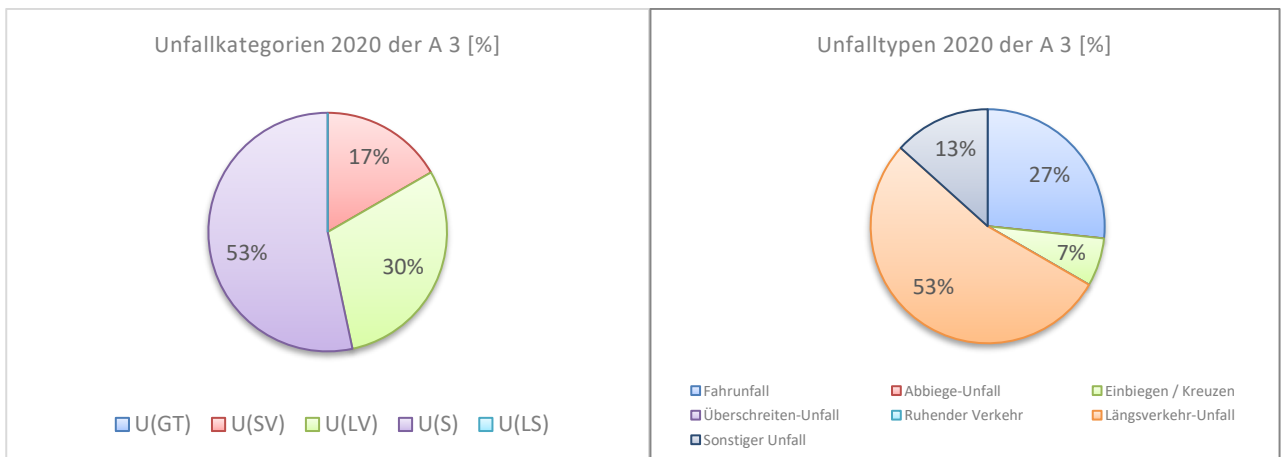 Unfallkategorien 2020 der A 3 [%]
17%
53%
30%
U(GT) U(SV) U(LV) U(S) U(LS)
Unfalltypen 2020 der A 3 [%]
13%
27%
7%
53%
Fahrunfall Abbiege-Unfall Einbiegen / Kreuzen
Überschreiten-Unfall Ruhender Verkehr Längsverkehr-Unfall
Sonstiger Unfall